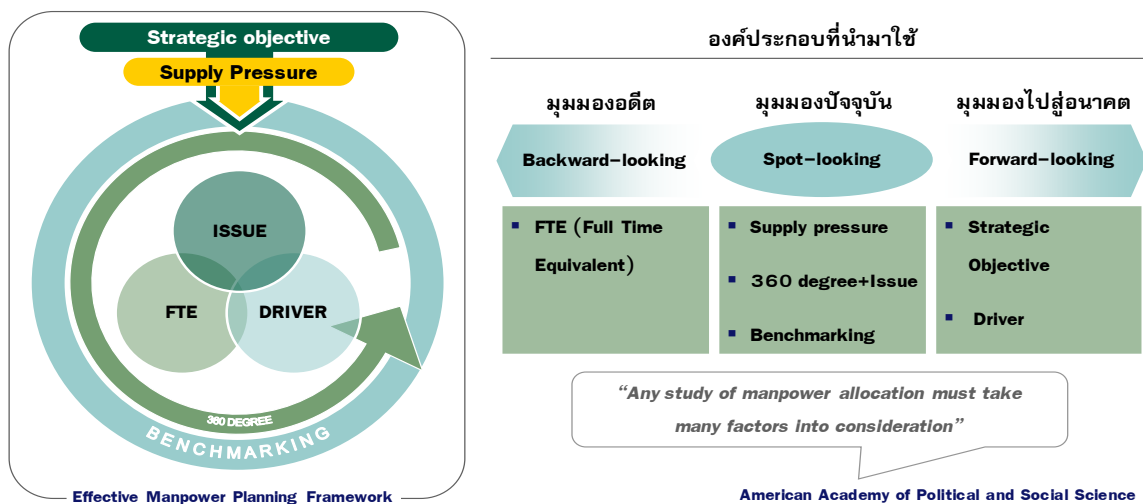 Strategic objective
Supply Pressure
ISSUE
FTE
DRIVER
360 DEGREE
BENCHMARKING
Effective Manpower Planning Framework
องค์ประกอบที่นำมาใช้
มุมมองอดีต
มุมมองปัจจุบัน
มุมมองไปสู่อนาคต
Backward-looking
Spot-looking
Forward-looking
▪ FTE (Full Time
Equivalent)
▪ Supply pressure
▪ 360 degree+Issue
▪ Benchmarking
▪ Strategic
Objective
▪ Driver
“Any study of manpower allocation must take
many factors into consideration”
American Academy of Political and Social Science